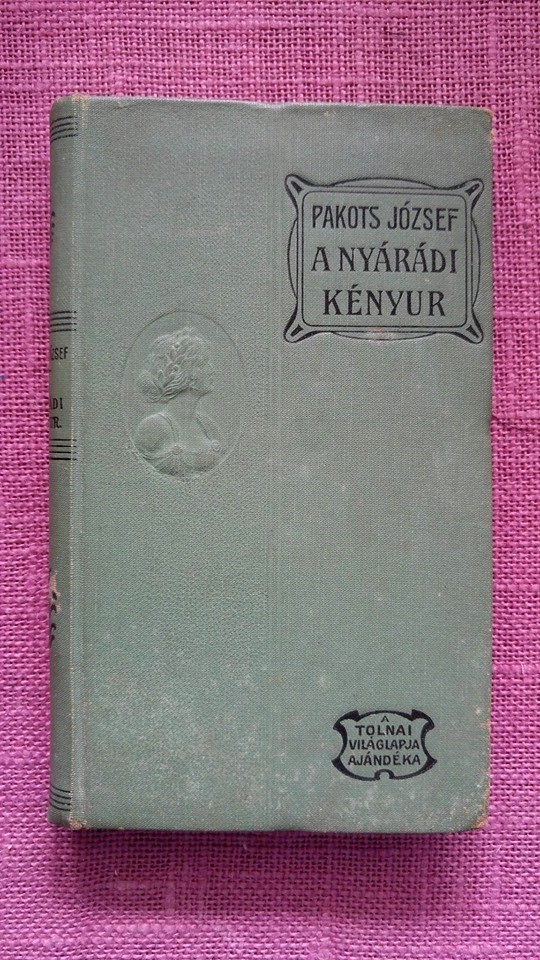 PAKOTS JÓZSEF
A NYÁRÁDI
KÉNYUR
A
TOLNAI
VILÁGLAPJA
AJÁNDÉKA